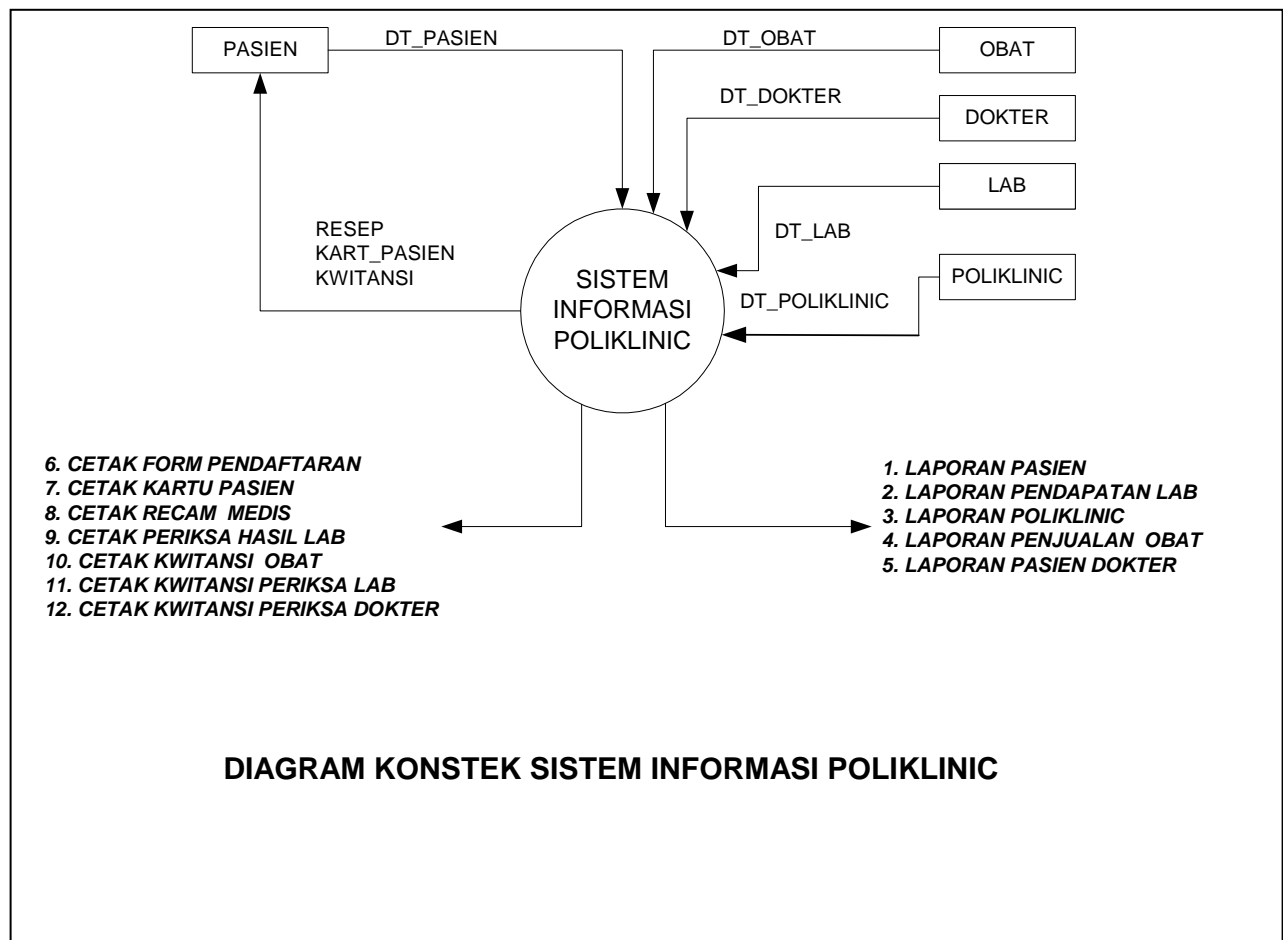 PASIEN
DT_PASIEN
DT_OBAT
OBAT
DT_DOKTER
DOKTER
LAB
RESEP
KART_PASIEN
KWITANSI
DT_LAB
SISTEM
INFORMASI
POLIKLINIC
DT_POLIKLINIC
POLIKLINIC
6. CETAK FORM PENDAFTARAN
7. CETAK KARTU PASIEN
8. CETAK RECAM MEDIS
9. CETAK PERIKSA HASIL LAB
10. CETAK KWITANSI OBAT
11. CETAK KWITANSI PERIKSA LAB
12. CETAK KWITANSI PERIKSA DOKTER
1. LAPORAN PASIEN
2. LAPORAN PENDAPATAN LAB
3. LAPORAN POLIKLINIC
4. LAPORAN PENJUALAN OBAT
5. LAPORAN PASIEN DOKTER
DIAGRAM KONSTEK SISTEM INFORMASI POLIKLINIC